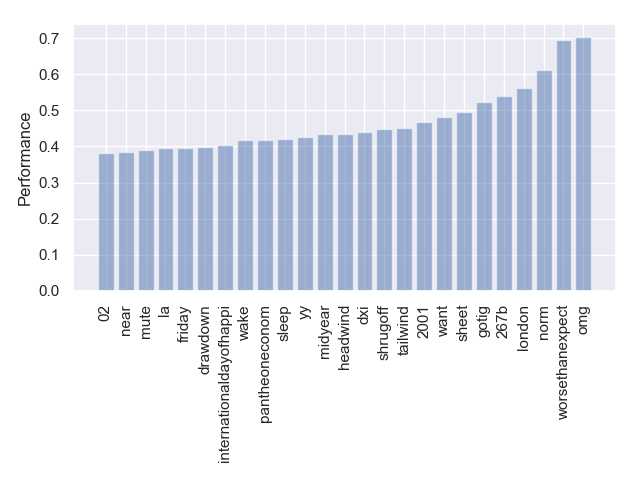 0.7
0.6
0.5
0.4
0.3
0.2
0.1
0.0
Performance
02
near
mute
la
friday
drawdown
internationaldayofhappi
wake
pantheoneconom
sleep
yy
midyear
headwind
dxi
shrugoff
tailwind
2001
want
sheet
gotig
267b
london
norm
worsethanexpect
omg